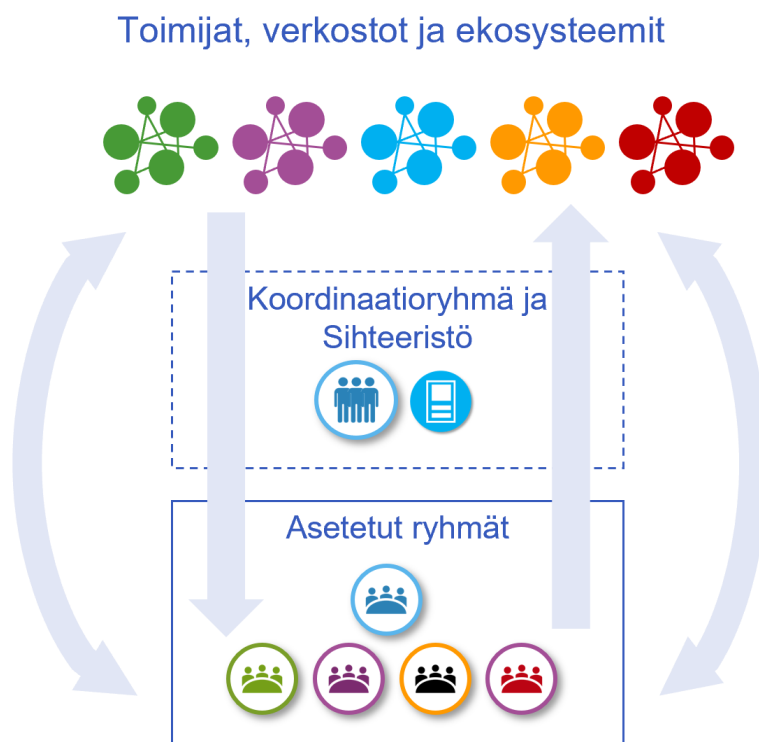 Toimijat, verkostot ja ekosysteemit
Koordinaatioryhmä ja
Sihteeristö
Asetetut ryhmät